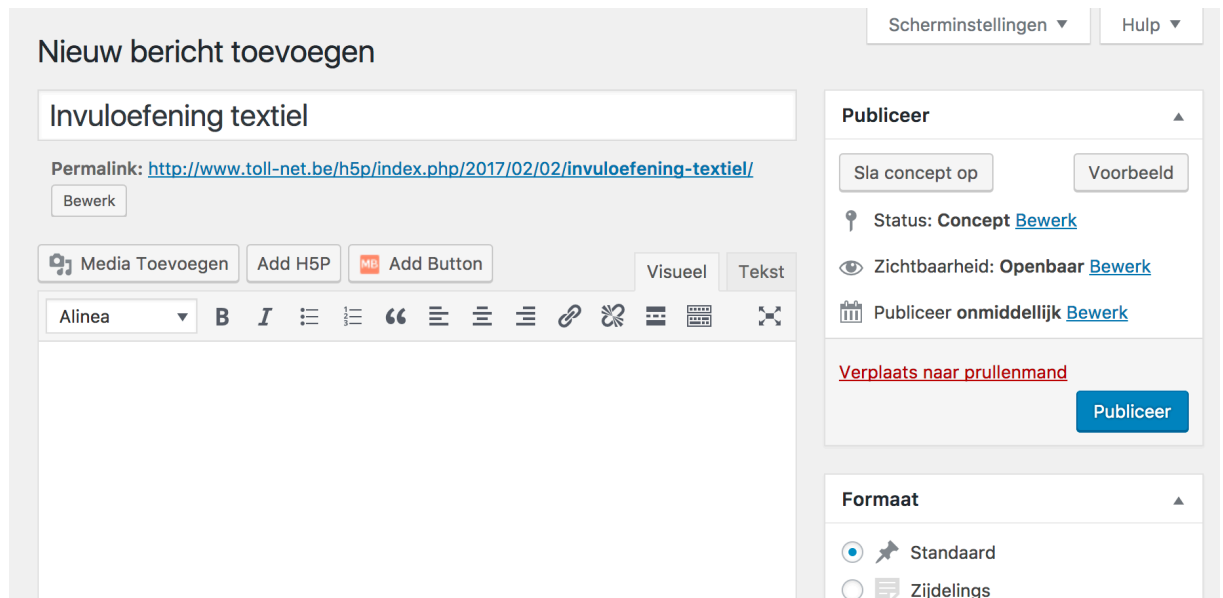 Scherminstellingen ▼
Hulp ▼
Nieuw bericht toevoegen
Invuloefening textiel
Permalink: http://www.toll-net.be/h5p/index.php/2017/02/02/invuloefening-textiel/
Bewerk
Media Toevoegen
Add H5P
MB Add Button
Visueel
Tekst
Alinea ▼
B
I
Publiceer ▲
Sla concept op
Voorbeeld
Status: Concept Bewerk
Zichtbaarheid: Openbaar Bewerk
Publiceer onmiddellijk Bewerk
Verplaats naar prullenmand
Publiceer
Formaat ▲
Standaard
Zijdelings